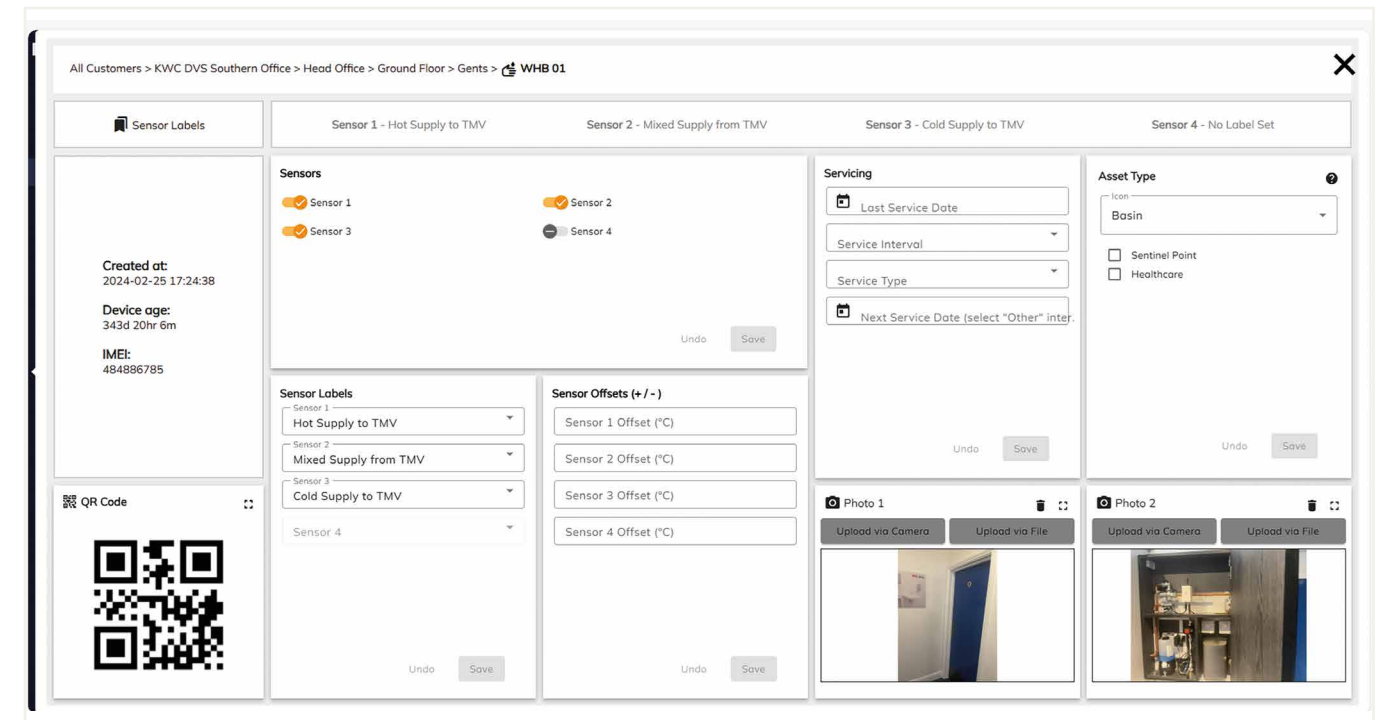 All Customers > KWC DVS Southern Office > Head Office > Ground Floor > Gents > WHB 01
Sensor Labels
Sensor 1 - Hot Supply to TMV
Sensor 2 - Mixed Supply from TMV
Sensor 3 - Cold Supply to TMV
Sensor 4 - No Label Set
Created at:
2024-02-25 17:24:38
Device age:
343d 20hr 6m
IMEI:
484886785
QR Code
Sensors
Sensor 1
Sensor 2
Sensor 3
Sensor 4
Undo
Save
Sensor Labels
Sensor 1
Hot Supply to TMV
Sensor 2
Mixed Supply from TMV
Sensor 3
Cold Supply to TMV
Sensor 4
Undo
Save
Sensor Offsets (+ / - )
Sensor 1 Offset (°C)
Sensor 2 Offset (°C)
Sensor 3 Offset (°C)
Sensor 4 Offset (°C)
Undo
Save
Servicing
Last Service Date
Service Interval
Service Type
Next Service Date (select "Other" inter.
Undo
Save
Asset Type
Icon
Basin
Sentinel Point
Healthcare
Undo
Save
Photo 1
Upload via Camera
Upload via File
Photo 2
Upload via Camera
Upload via File